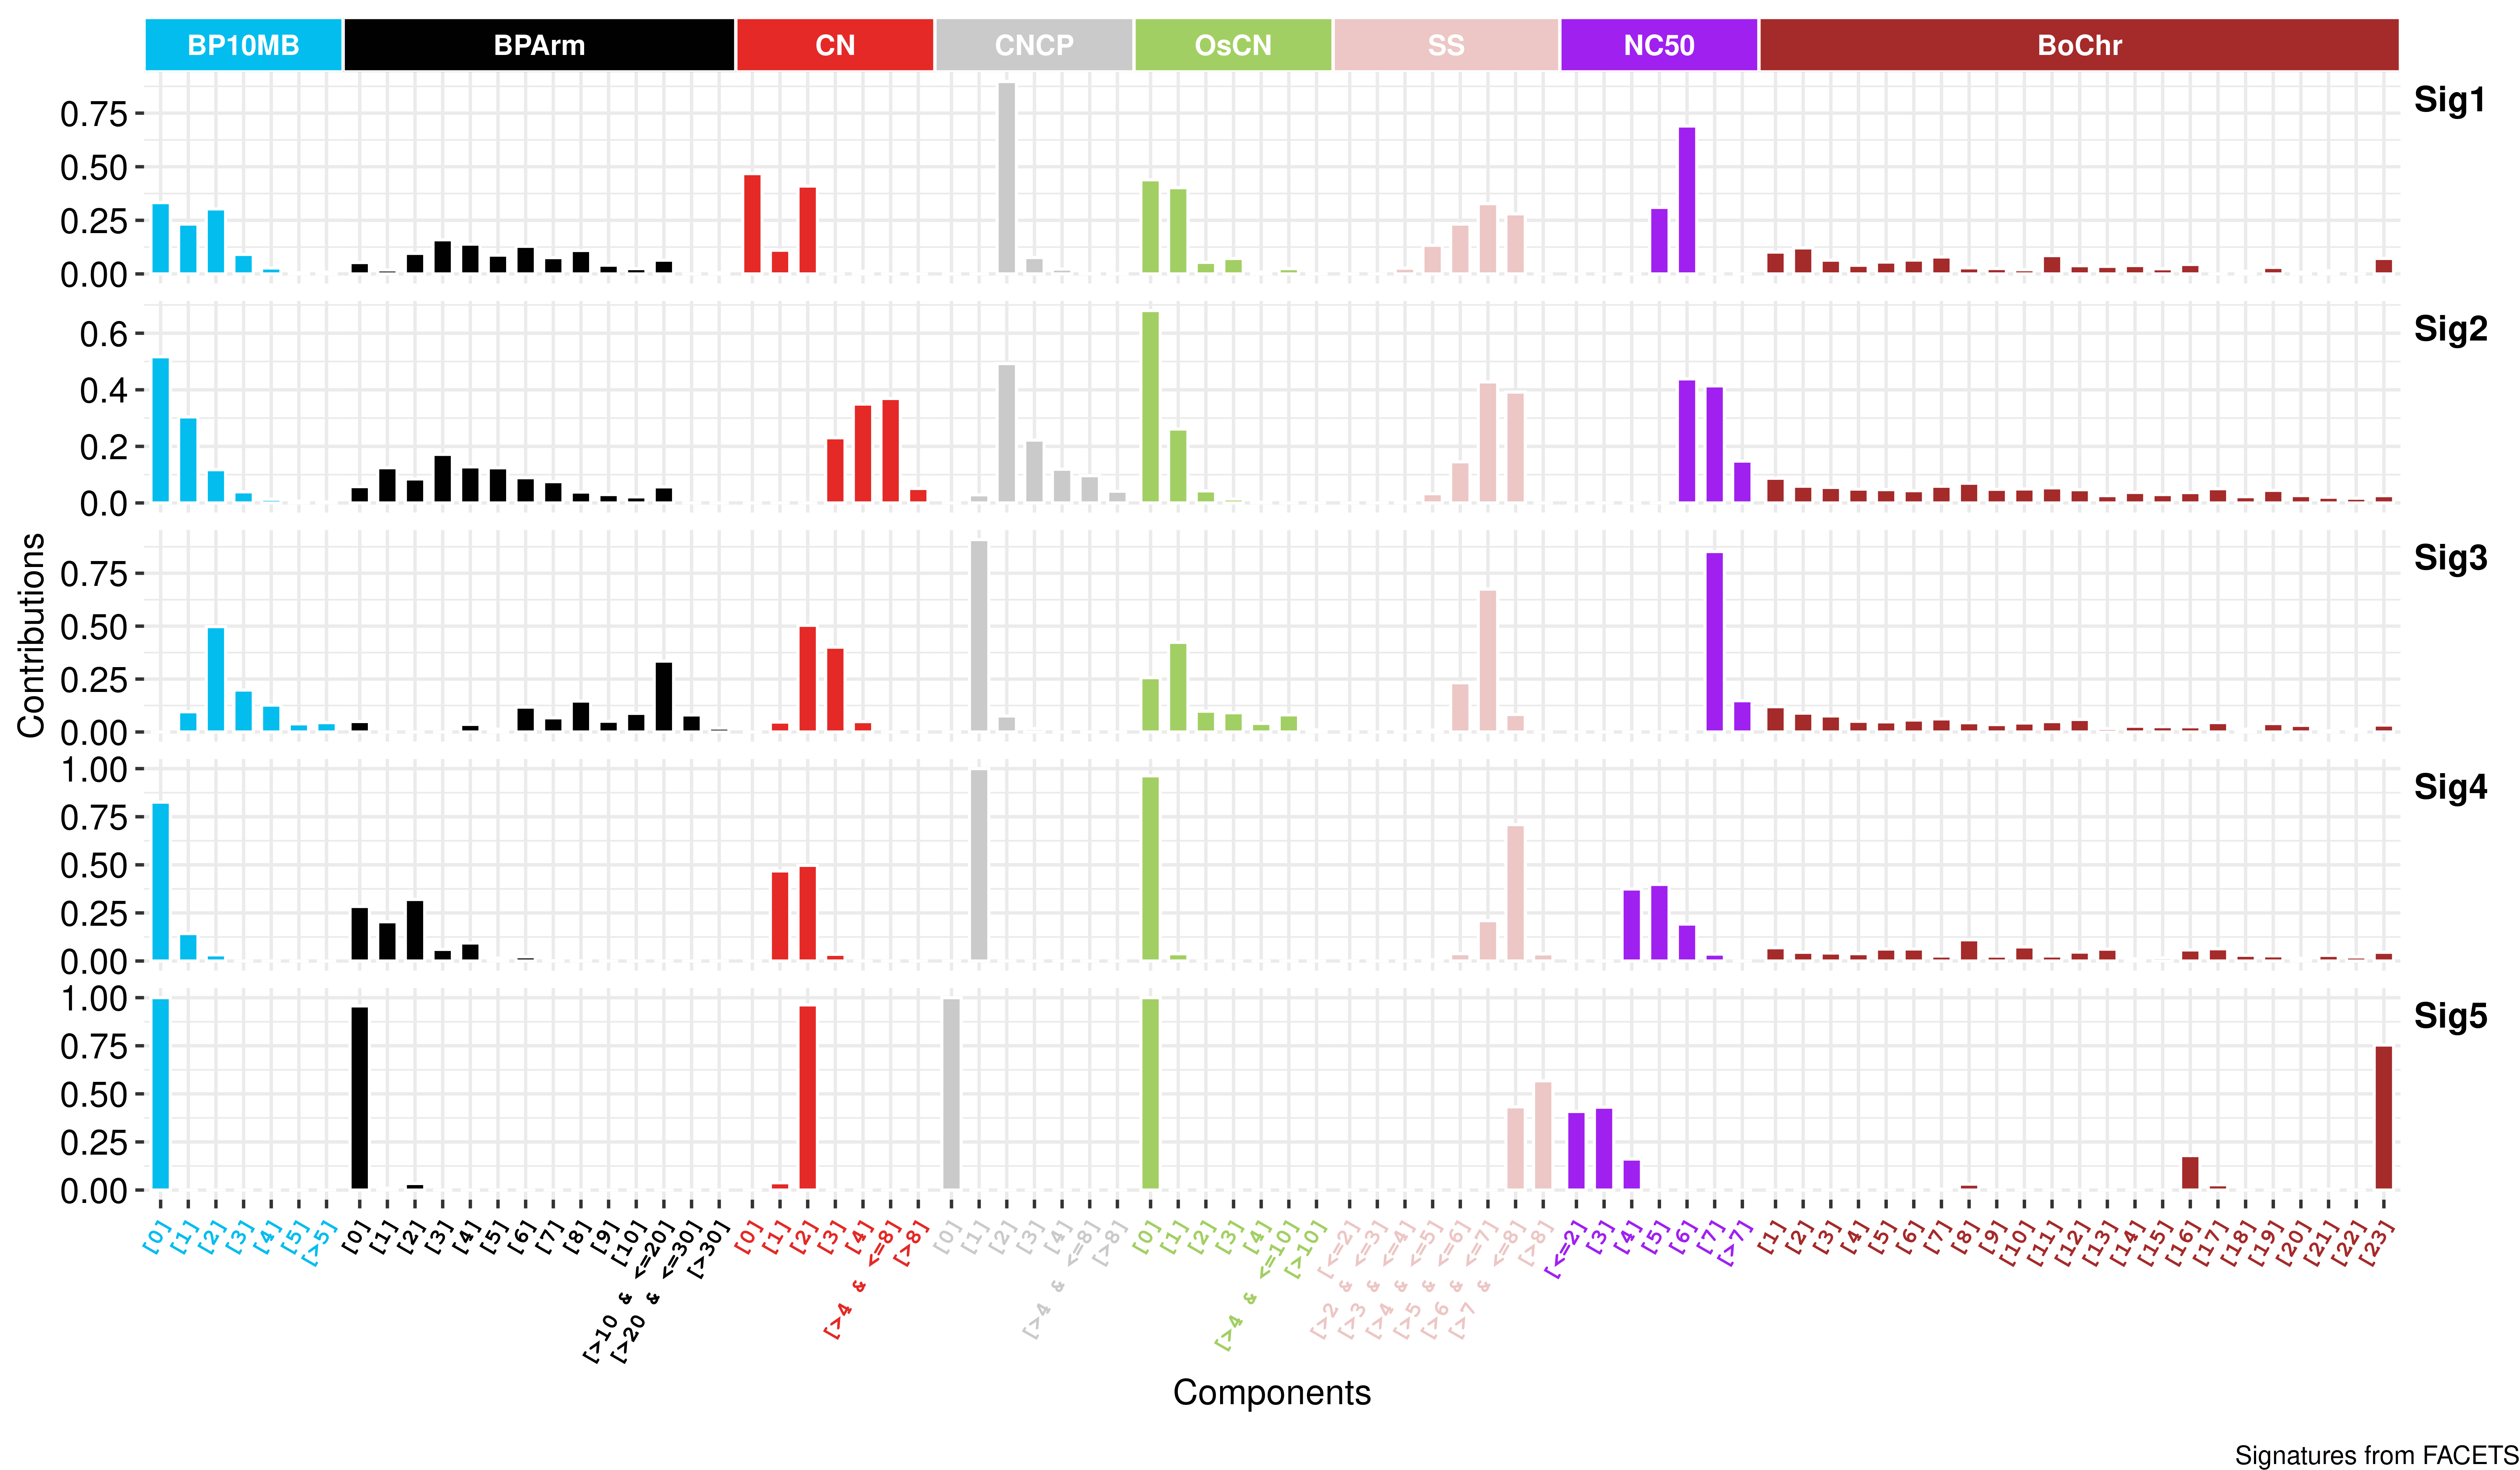 BP10MB BPArm CN CNCP OsCN SS NC50 BoChr
Contributions
Sig1
0.75
0.50
0.25
0.00
Sig2
0.6
0.4
0.2
0.0
Sig3
0.75
0.50
0.25
0.00
Sig4
1.00
0.75
0.50
0.25
0.00
Sig5
1.00
0.75
0.50
0.25
0.00
[0] [1] [2] [3] [4] [5] [>5] [0] [1] [2] [3] [4] [5] [6] [7] [8] [9] [10] [>10 & <=20] [>20 & <=30] [>30] [0] [1] [2] [3] [4] [>4 & <=8] [>8] [0] [1] [2] [3] [4] [>4 & <=8] [>8] [0] [1] [2] [3] [4] [>4 & <=10] [>10] [<=2] [>2 & <=3] [>3 & <=4] [>4 & <=5] [>5 & <=6] [>6 & <=7] [>7 & <=8] [>8] [<=2] [3] [4] [5] [6] [7] [>7] [1] [2] [3] [4] [5] [6] [7] [8] [9] [10] [11] [12] [13] [14] [15] [16] [17] [18] [19] [20] [21] [22] [23]
Components
Signatures from FACETS